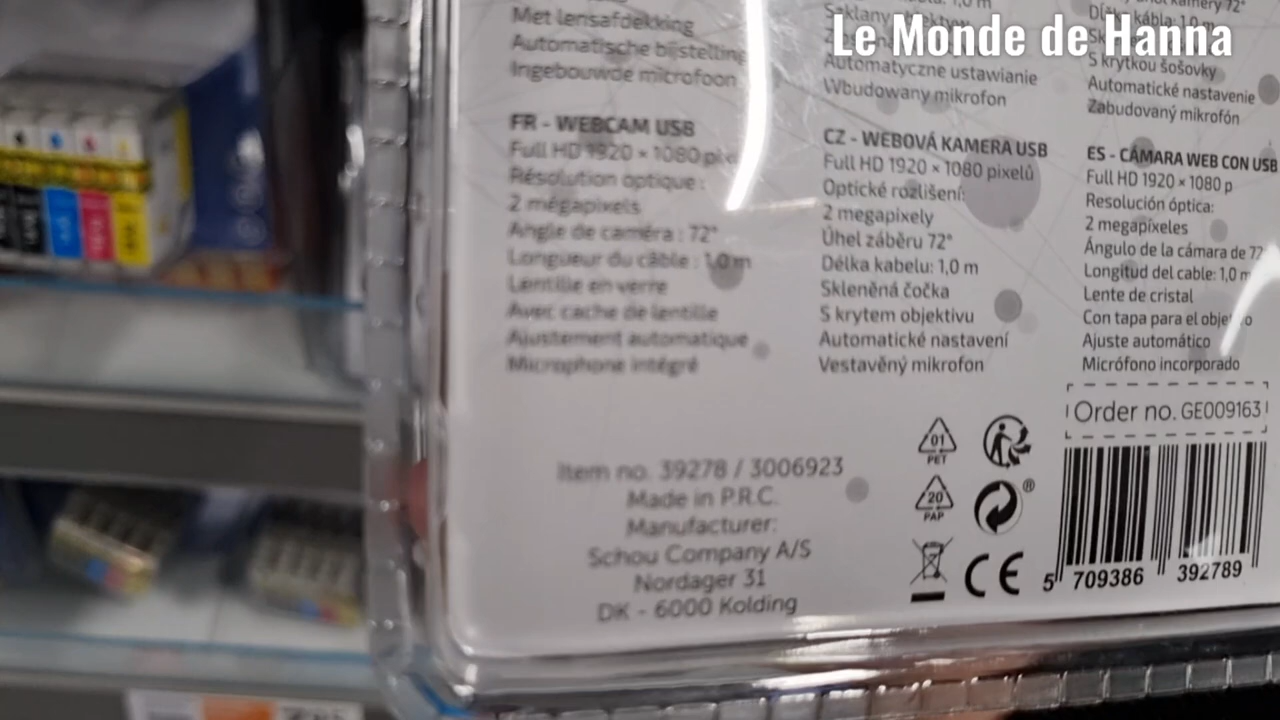 Le Monde de Hanna
Met lensafdekking
Automatische bijstelling
Ingebouwde microfoon
FR - WEBCAM USB
Full HD 1920 × 1080
Résolution optique :
2 mégapixels
Angle de caméra : 72°
Longueur du câble : 1,0 m
Lentille en verre
Avec cache de lentille
Ajustement automatique
Microphone intégré
Automatyczne ustawianie
Wbudowany mikrofon
CZ - WEBOVÁ KAMERA USB
Full HD 1920 × 1080 pixelů
Optické rozlišení:
2 megapixely
Úhel záběru 72°
Délka kabelu: 1,0 m
Skleněná čočka
S krytem objektivu
Automatické nastavení
Vestavěný mikrofon
Dĺžka kábla: 1,0 m
S krytkou šošovky
Automatické nastavenie
Zabudovaný mikrofón
ES - CÁMARA WEB CON USB
Full HD 1920 × 1080 p
Resolución óptica:
2 megapíxeles
Ángulo de la cámara de 72
Longitud del cable: 1,0 m
Lente de cristal
Con tapa para el
Ajuste automático
Micrófono incorporado
Order no. GE009163
Item no. 39278 / 3006923
Made in P.R.C.
Manufacturer:
Schou Company A/S
Nordager 31
DK - 6000 Kolding
01
PET
20
PAP
®
CE
5 709386 392789